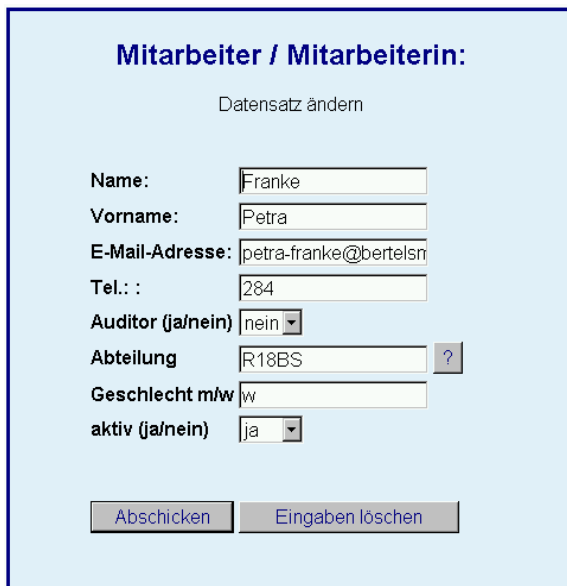 Mitarbeiter / Mitarbeiterin:
Datensatz ändern
Name: Franke
Vorname: Petra
E-Mail-Adresse: petra-franke@bertelsm
Tel.: : 284
Auditor (ja/nein) nein
Abteilung R18BS ?
Geschlecht m/w w
aktiv (ja/nein) ja
Abschicken Eingaben löschen